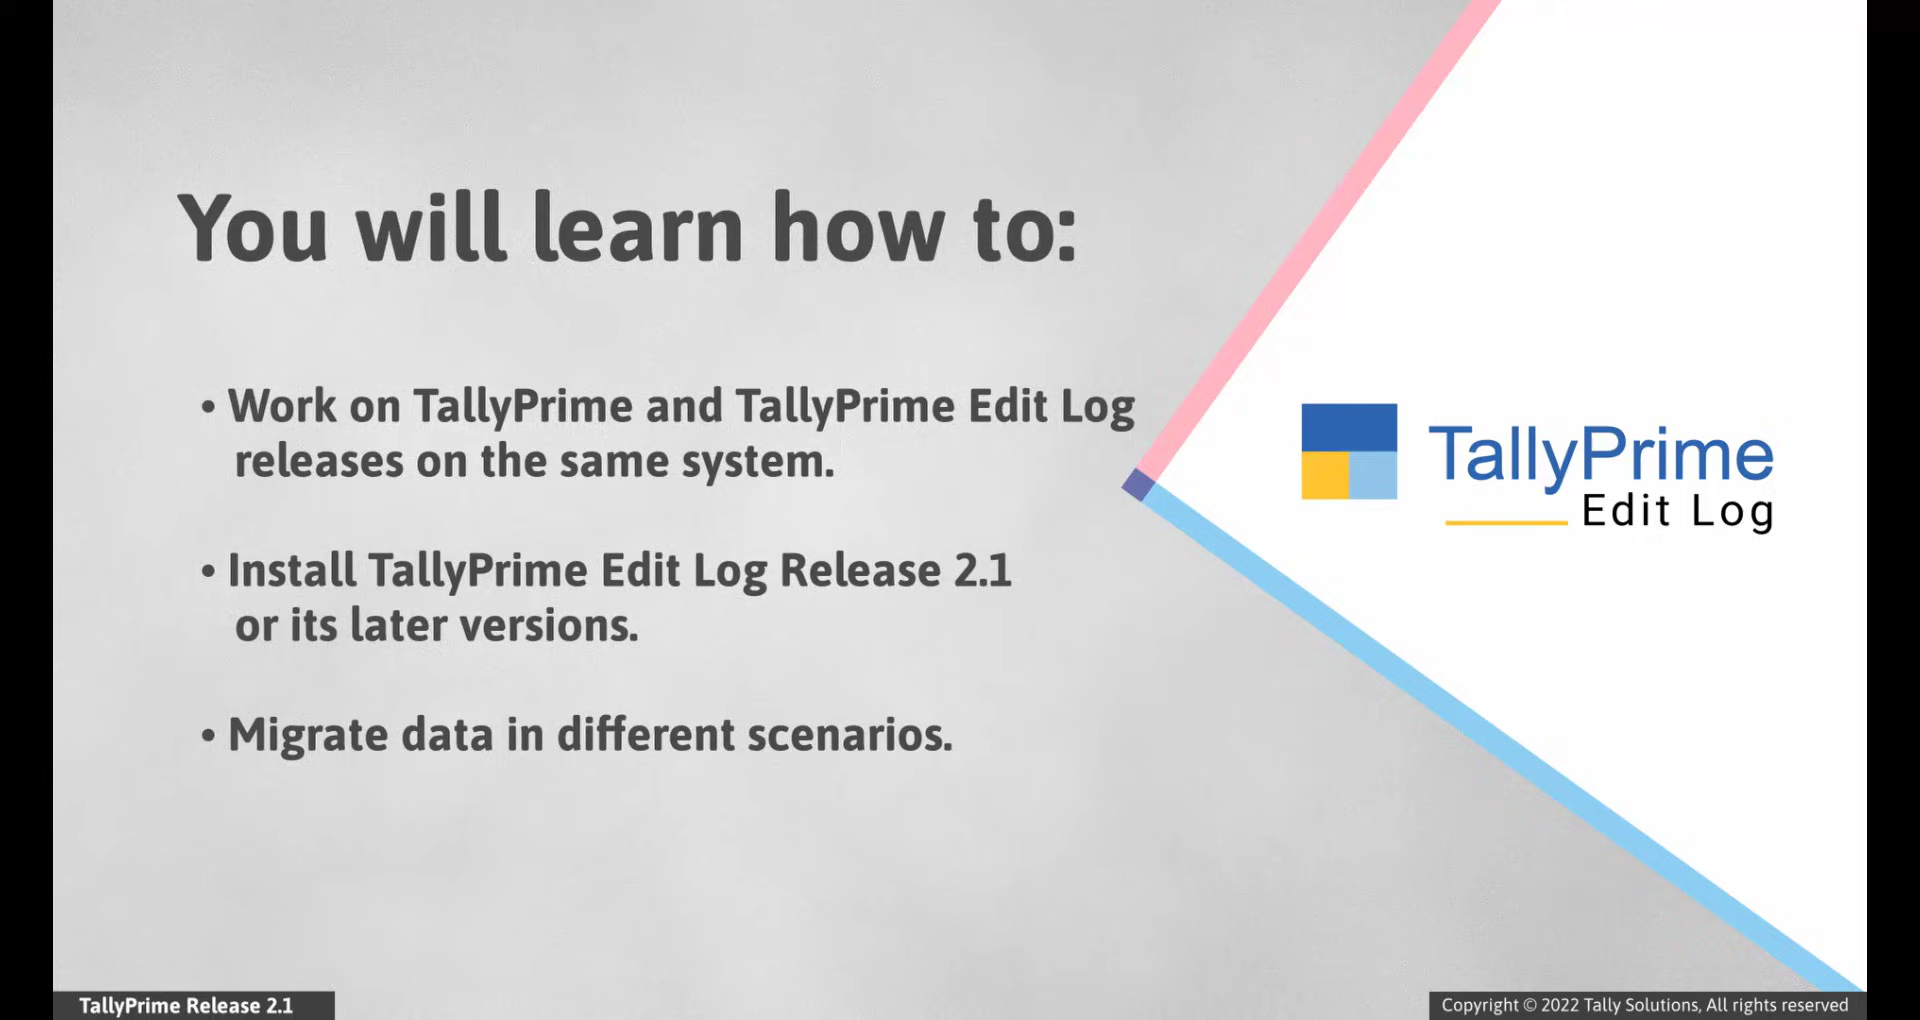 You will learn how to:
• Work on TallyPrime and TallyPrime Edit Log
releases on the same system.
• Install TallyPrime Edit Log Release 2.1
or its later versions.
• Migrate data in different scenarios.
TallyPrime
Edit Log
TallyPrime Release 2.1
Copyright © 2022 Tally Solutions, All rights reserved